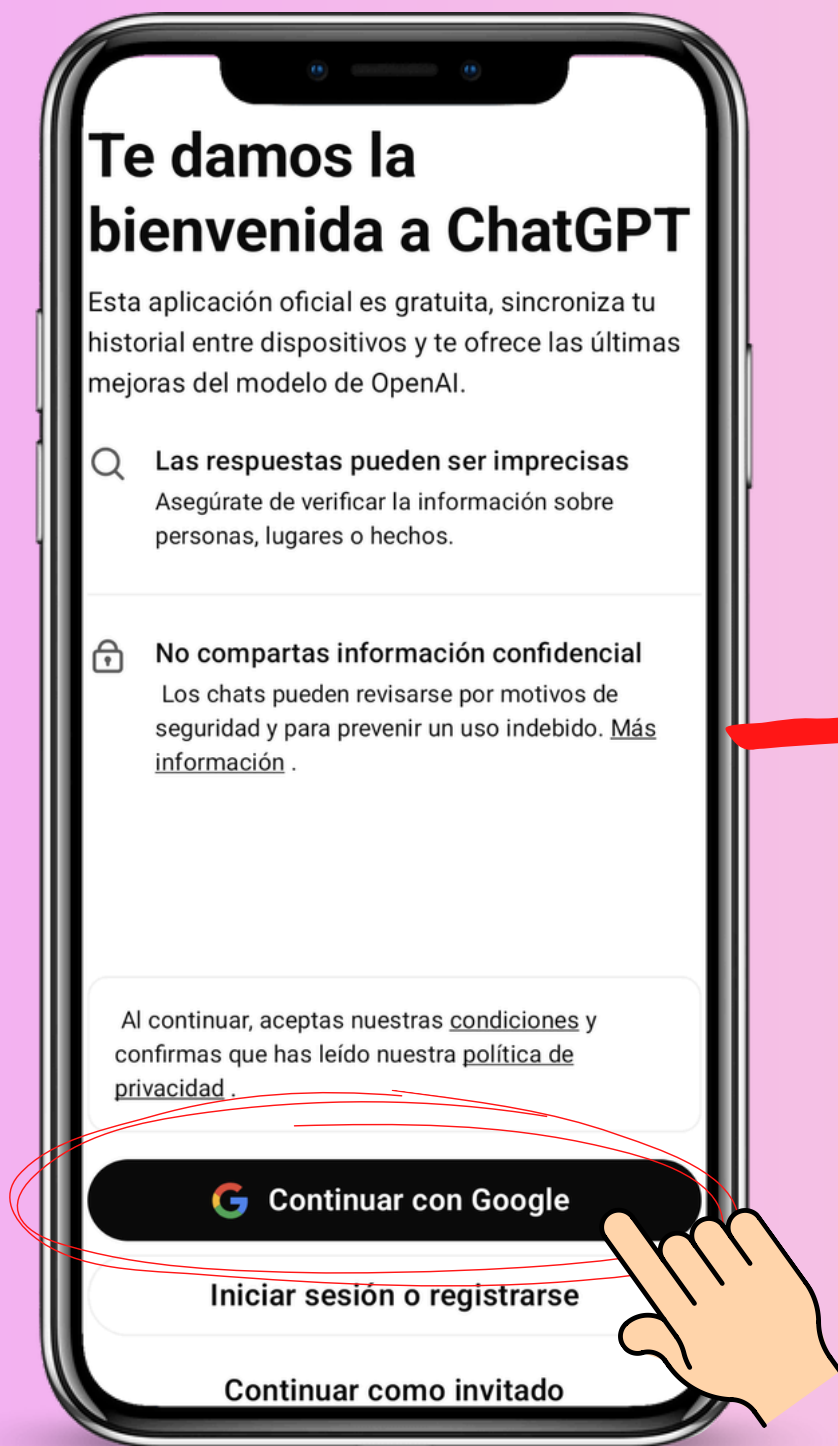 Te damos la
bienvenida a ChatGPT
Esta aplicación oficial es gratuita, sincroniza tu
historial entre dispositivos y te ofrece las últimas
mejoras del modelo de OpenAI.
Las respuestas pueden ser imprecisas
Asegúrate de verificar la información sobre
personas, lugares o hechos.
No compartas información confidencial
Los chats pueden revisarse por motivos de
seguridad y para prevenir un uso indebido. Más
información .
Al continuar, aceptas nuestras condiciones y
confirmas que has leído nuestra política de
privacidad .
Continuar con Google
Iniciar sesión o registrarse
Continuar como invitado